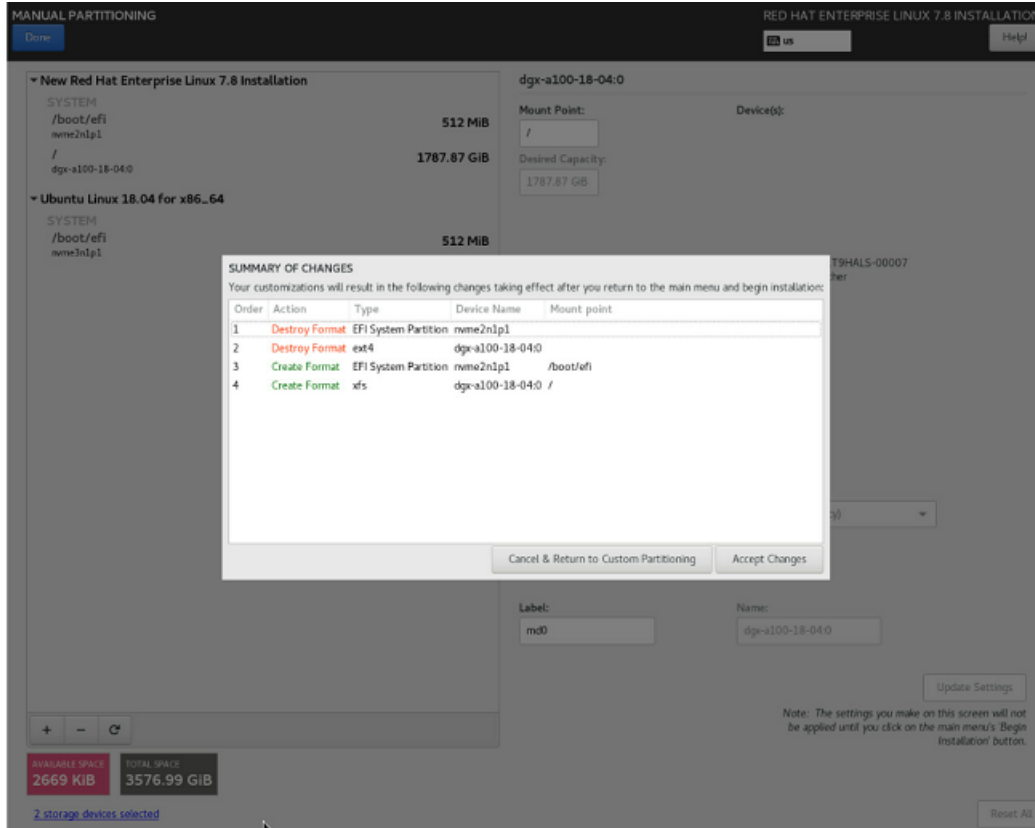 MANUAL PARTITIONING
RED HAT ENTERPRISE LINUX 7.8 INSTALLATION
Done
us
Help!
New Red Hat Enterprise Linux 7.8 Installation
SYSTEM
/boot/efi
512 MiB
nvme2n1p1
/
1787.87 GiB
dgx-a100-18-04:0
Ubuntu Linux 18.04 for x86_64
SYSTEM
/boot/efi
512 MiB
nvme3n1p1
dgx-a100-18-04:0
Mount Point:
Device(s):
/
Desired Capacity:
1787.87 GiB
T9HALS-00007
SUMMARY OF CHANGES
Your customizations will result in the following changes taking effect after you return to the main menu and begin installation:
Order Action Type Device Name Mount point
1 Destroy Format EFI System Partition nvme2n1p1
2 Destroy Format ext4 dgx-a100-18-04:0
3 Create Format EFI System Partition nvme2n1p1 /boot/efi
4 Create Format xfs dgx-a100-18-04:0 /
Cancel & Return to Custom Partitioning Accept Changes
Label:
Name:
md0
dgx-a100-18-04:0
Update Settings
Note: The settings you make on this screen will not
be applied until you click on the main menu's 'Begin
Installation' button.
+ −
AVAILABLE SPACE
2669 KiB
TOTAL SPACE
3576.99 GiB
2 storage devices selected
Reset All